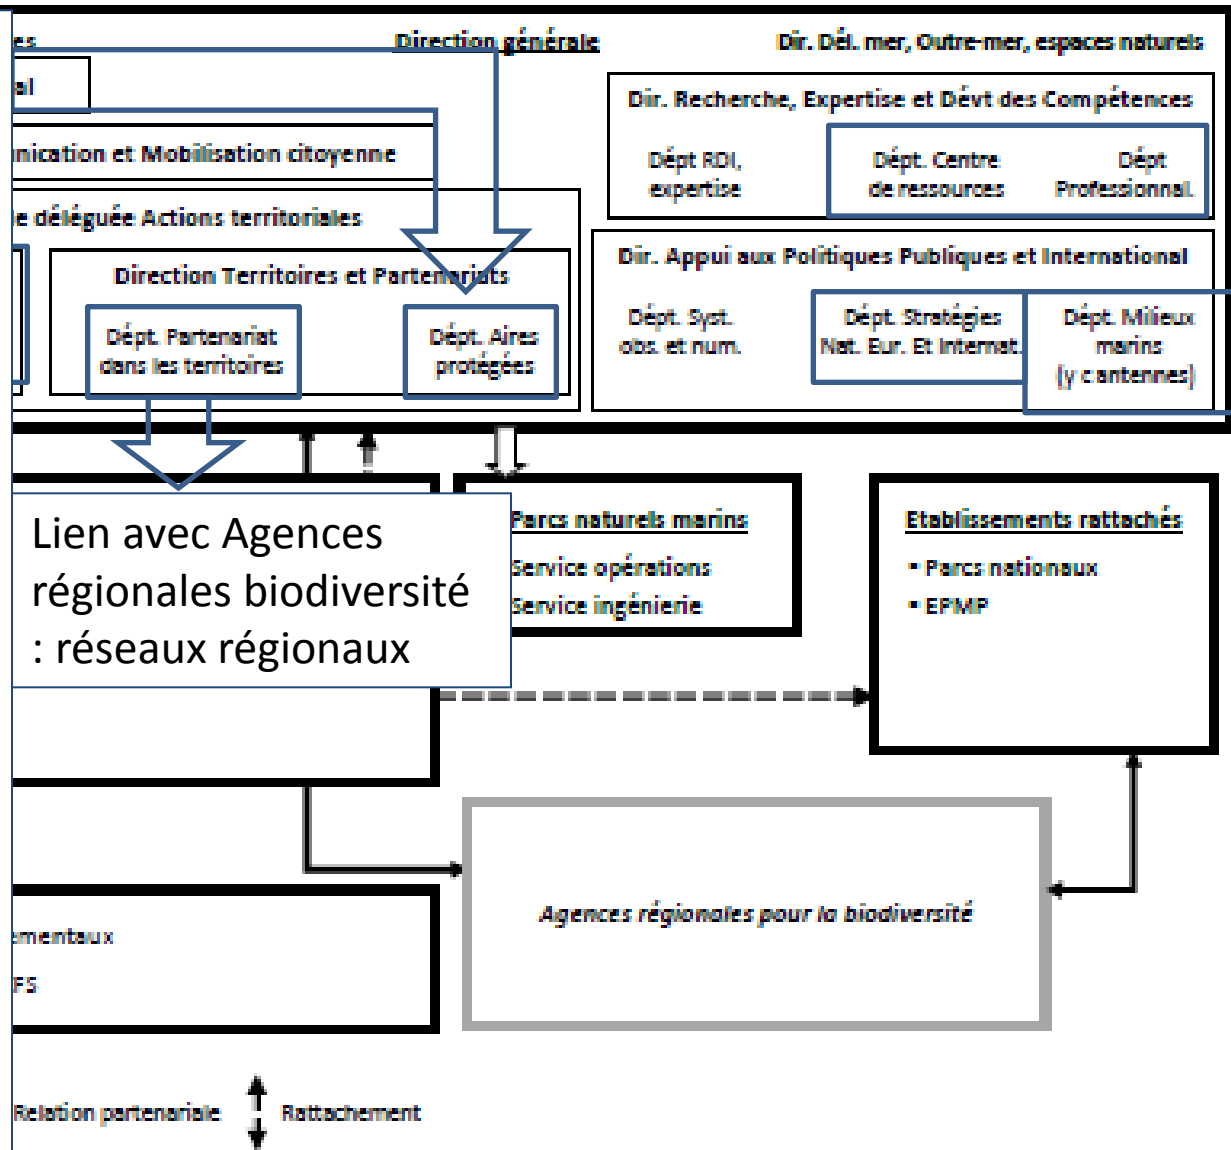 es
Direction générale
Dir. Dél. mer, Outre-mer, espaces naturels
al
Dir. Recherche, Expertise et Dévt des Compétences
nication et Mobilisation citoyenne
Dépt RDI,
expertise
Dépt. Centre
de ressources
Dépt
Professionnal.
e déléguée Actions territoriales
Direction Territoires et Partenariats
Dépt. Partenariat
dans les territoires
Dépt. Aires
protégées
Dir. Appui aux Politiques Publiques et International
Dépt. Syst.
obs. et num.
Dépt. Stratégies
Nat. Eur. Et Internat.
Dépt. Milieux
marins
(y c antennes)
Lien avec Agences
régionales biodiversité
: réseaux régionaux
Parcs naturels marins
Service opérations
Service ingénierie
Etablissements rattachés
▪ Parcs nationaux
▪ EPMP
Agences régionales pour la biodiversité
ementaux
FS
Relation partenariale
Rattachement